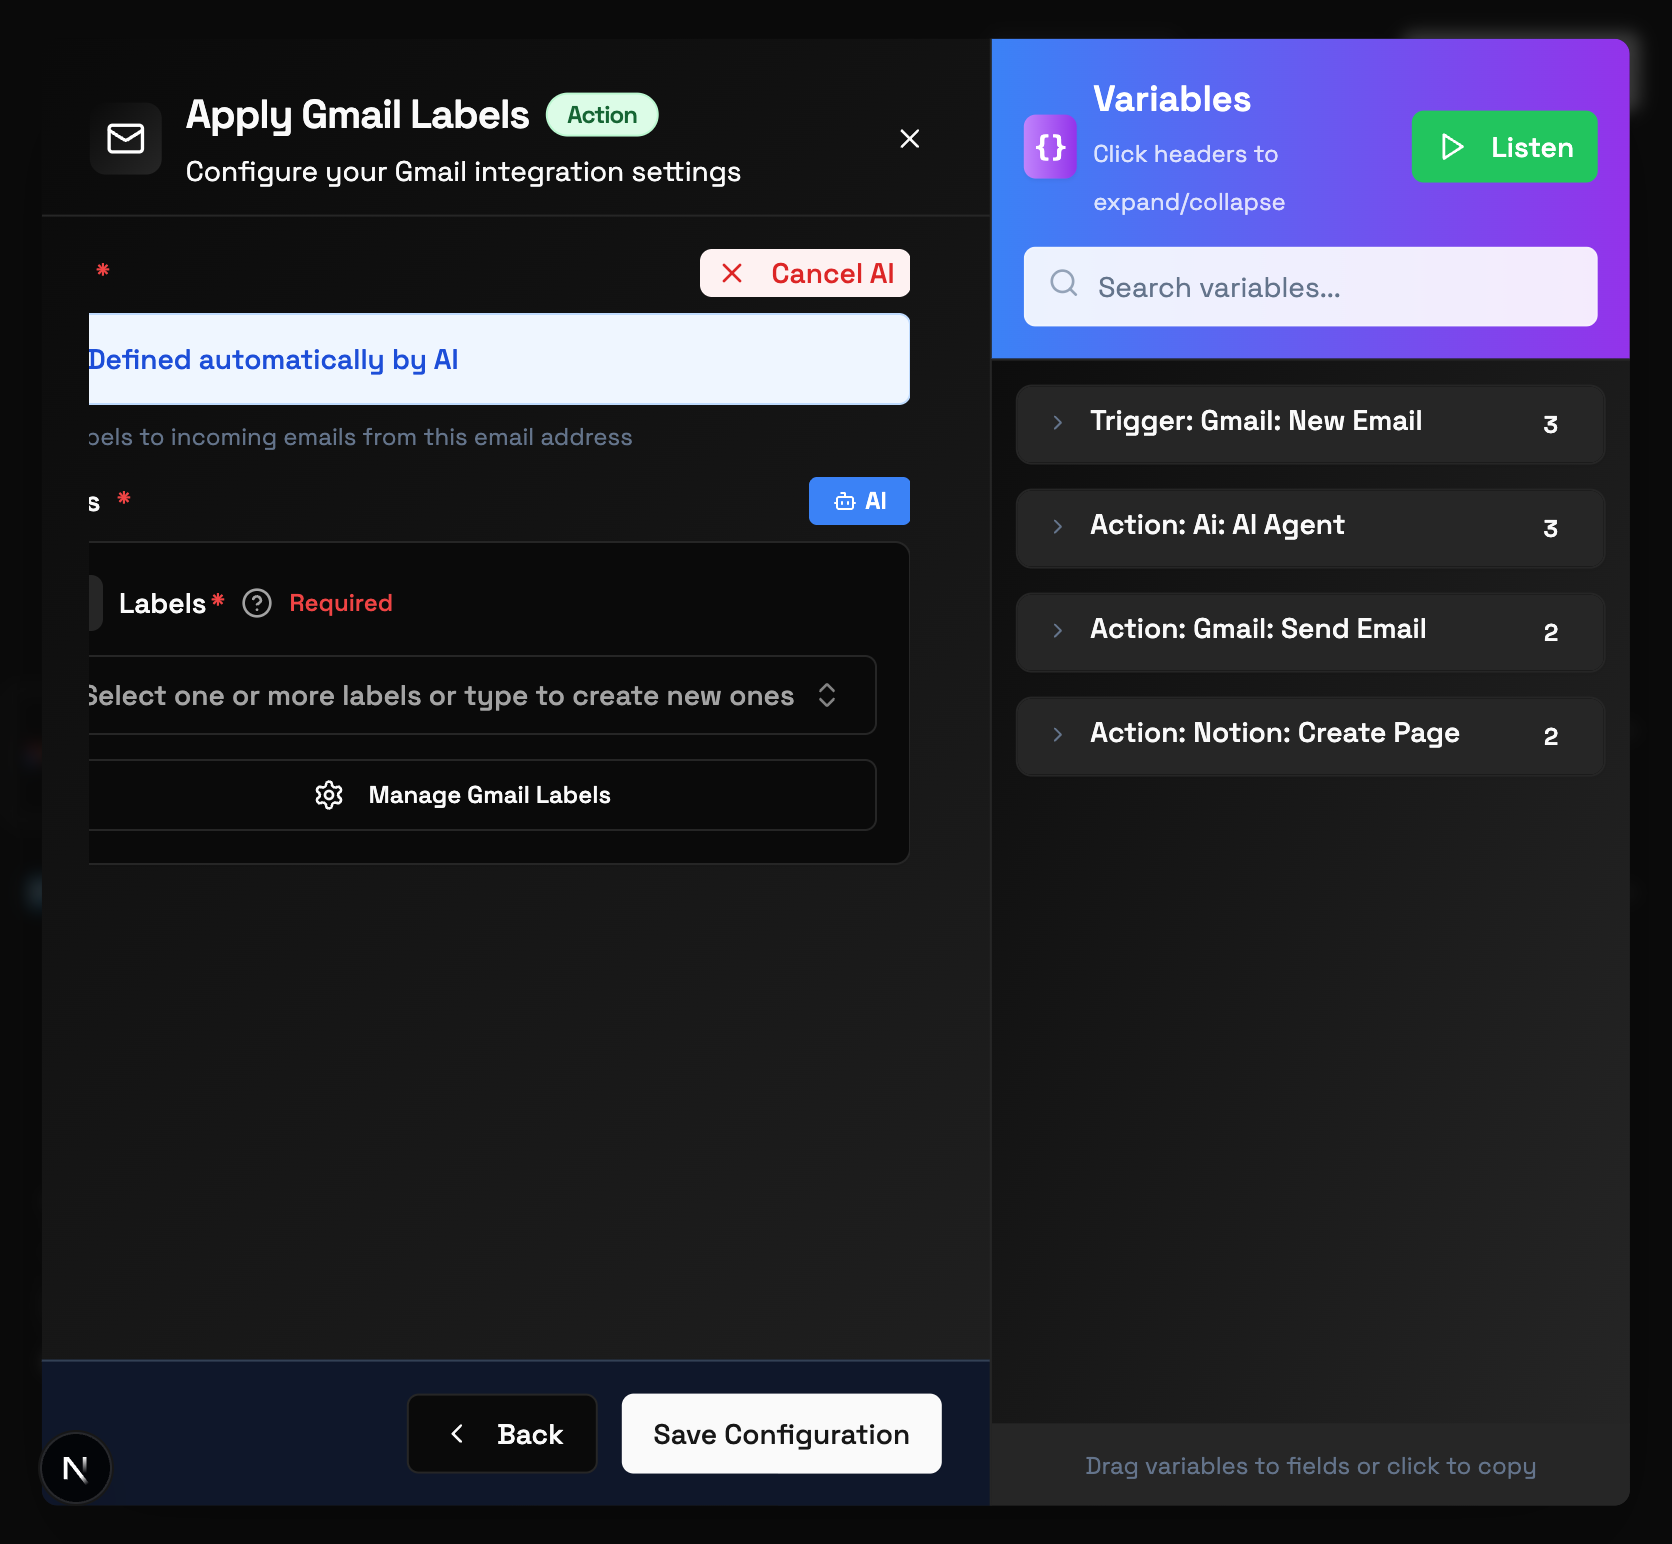 Apply Gmail Labels
Action
Configure your Gmail integration settings
*
Cancel AI
Defined automatically by AI
to incoming emails from this email address
s *
AI
Labels* Required
Select one or more labels or type to create new ones
Manage Gmail Labels
Back
Save Configuration
N
{} Variables
Click headers to
expand/collapse
Listen
Search variables...
Trigger: Gmail: New Email 3
Action: Ai: AI Agent 3
Action: Gmail: Send Email 2
Action: Notion: Create Page 2
Drag variables to fields or click to copy